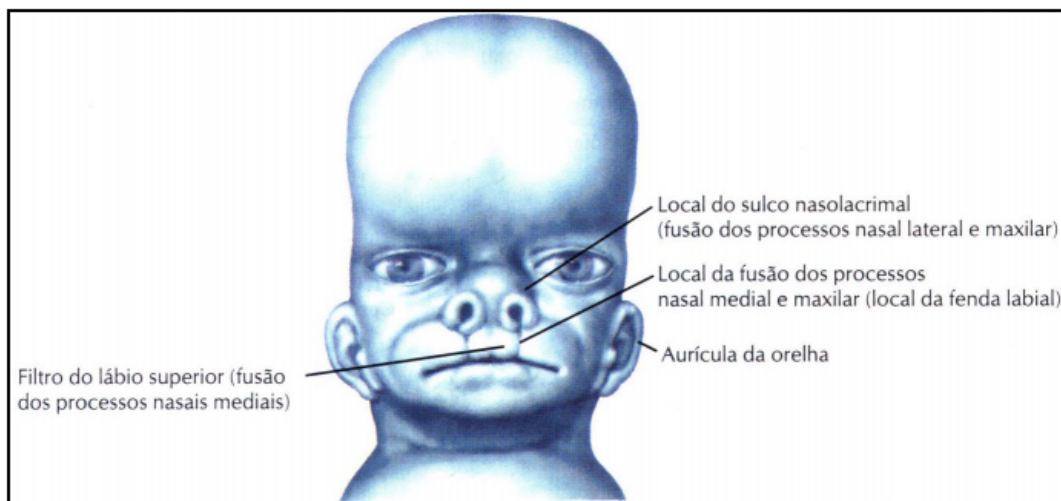 Local do sulco nasolacrimal
(fusão dos processos nasal lateral e maxilar)
Local da fusão dos processos
nasal medial e maxilar (local da fenda labial)
Aurícula da orelha
Filtro do lábio superior (fusão
dos processos nasais mediais)